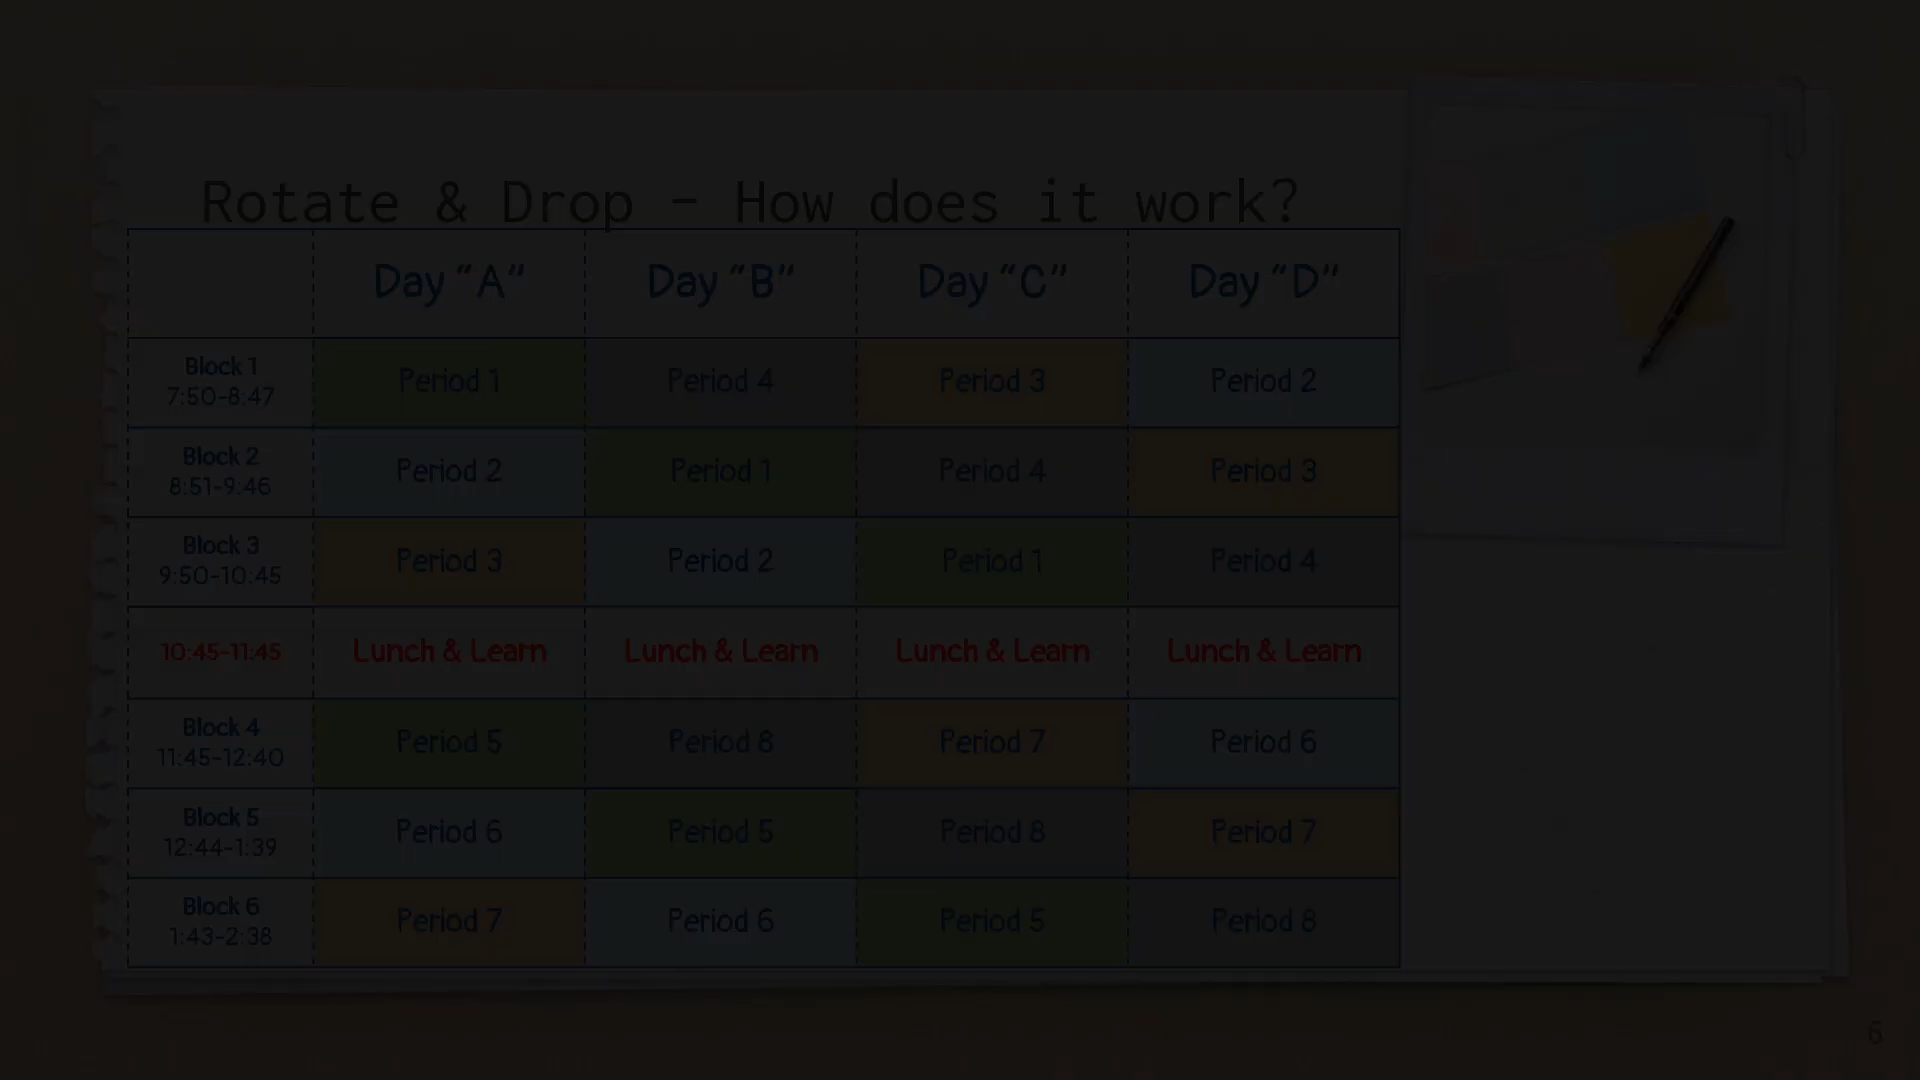 Rotate & Drop - How does it work?
Day “A” Day “B” Day “C” Day “D”
Block 1
7:50-8:47 Period 1 Period 4 Period 3 Period 2
Block 2
8:51-9:46 Period 2 Period 1 Period 4 Period 3
Block 3
9:50-10:45 Period 3 Period 2 Period 1 Period 4
10:45-11:45 Lunch & Learn Lunch & Learn Lunch & Learn Lunch & Learn
Block 4
11:45-12:40 Period 5 Period 8 Period 7 Period 6
Block 5
12:44-1:39 Period 6 Period 5 Period 8 Period 7
Block 6
1:43-2:38 Period 7 Period 6 Period 5 Period 8
6